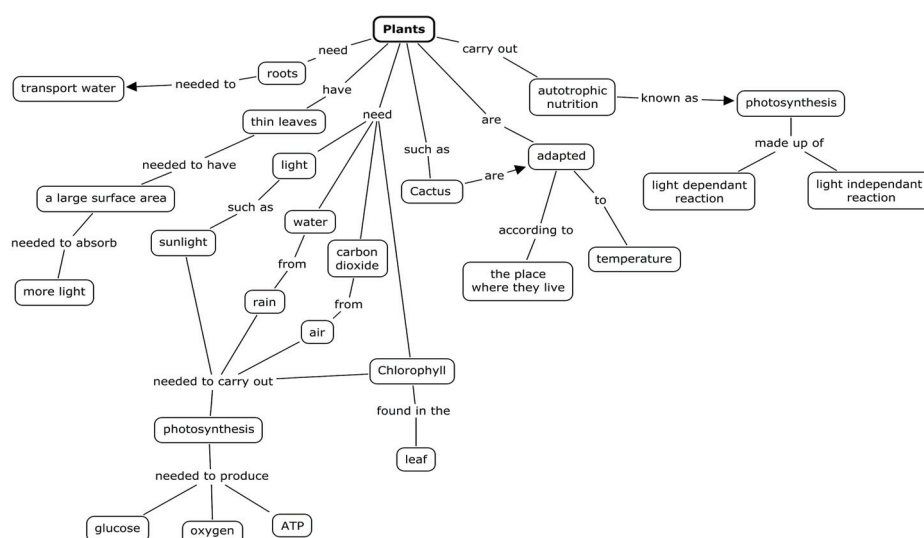 Plants
need
carry out
roots
needed to
transport water
autotrophic
nutrition
known as
photosynthesis
have
need
thin leaves
are
made up of
such as
adapted
needed to have
light
are
Cactus
light dependant
reaction
light independant
reaction
a large surface area
such as
water
to
according to
needed to absorb
sunlight
carbon
dioxide
from
temperature
the place
where they live
more light
rain
from
air
needed to carry out
Chlorophyll
found in the
photosynthesis
leaf
needed to produce
glucose
oxygen
ATP